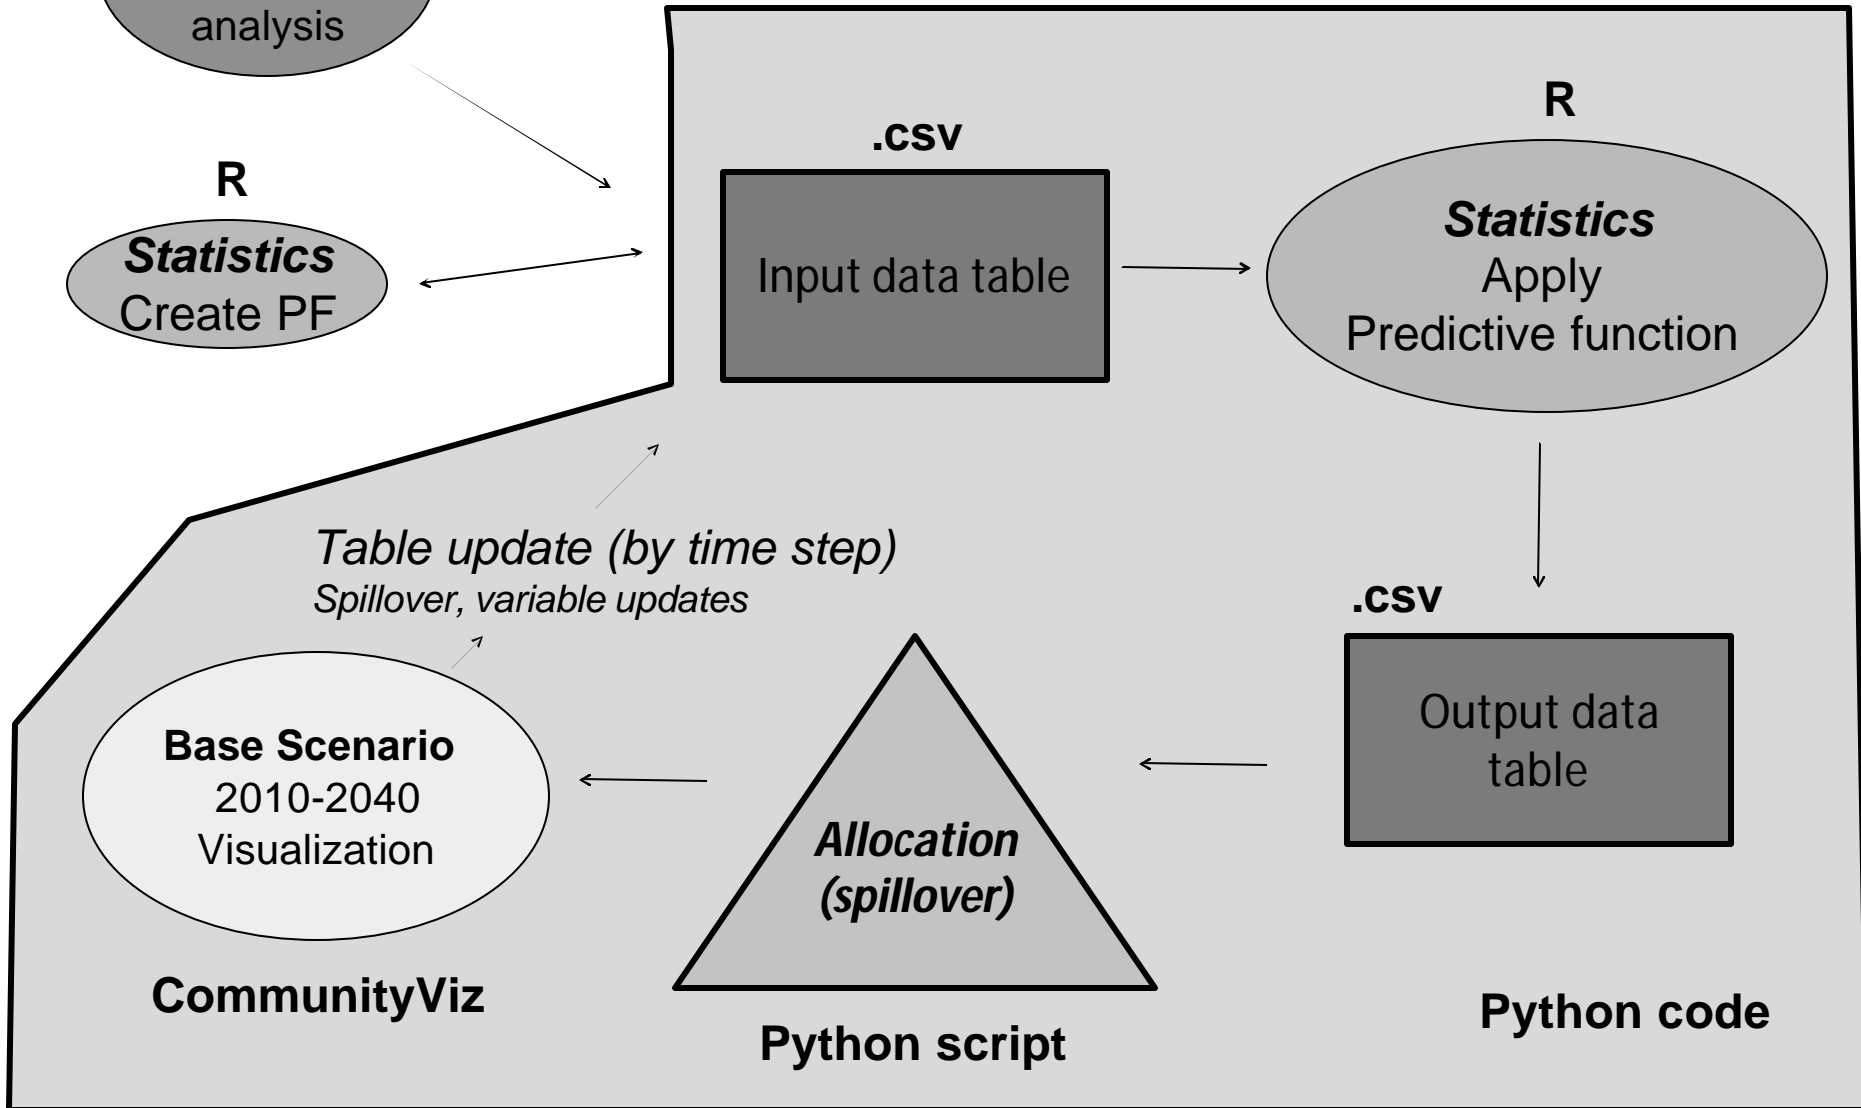 analysis
R
Statistics
Create PF
.csv
Input data table
R
Statistics
Apply
Predictive function
Table update (by time step)
Spillover, variable updates
.csv
Output data
table
Base Scenario
2010-2040
Visualization
Allocation
(spillover)
CommunityViz
Python script
Python code